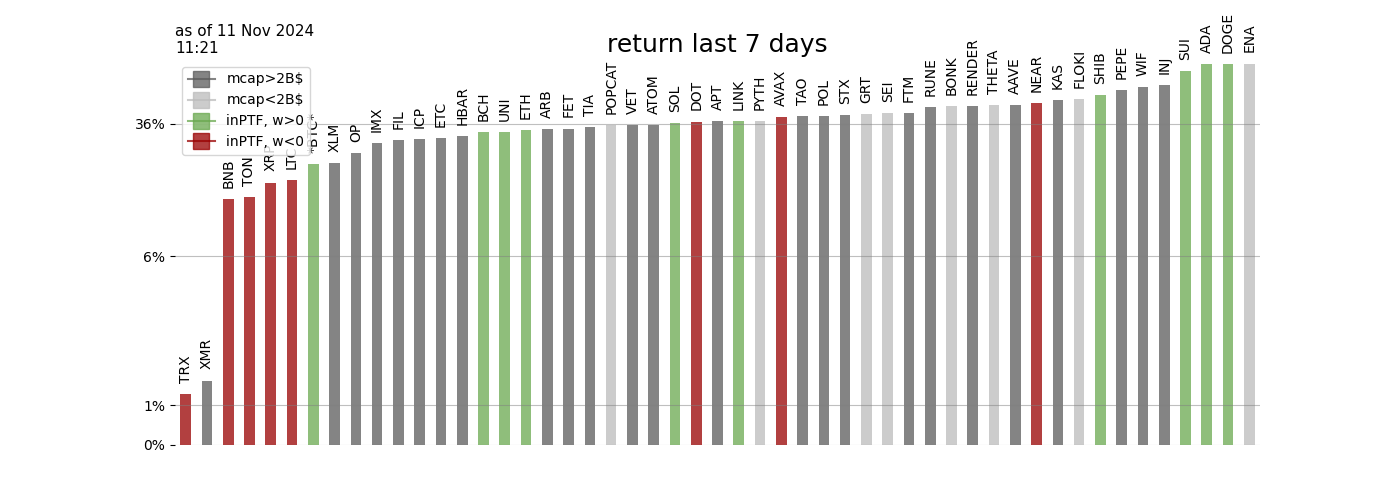 as of 11 Nov 2024
11:21
return last 7 days
mcap>2B$
mcap<2B$
inPTF, w>0
inPTF, w<0
36%
6%
1%
0%
TRX
XMR
BNB
TON
XRP
LTC
*BTC*
XLM
OP
IMX
FIL
ICP
ETC
HBAR
BCH
UNI
ETH
ARB
FET
TIA
POPCAT
VET
ATOM
SOL
DOT
APT
LINK
PYTH
AVAX
TAO
POL
STX
GRT
SEI
FTM
RUNE
BONK
RENDER
THETA
AAVE
NEAR
KAS
FLOKI
SHIB
PEPE
WIF
INJ
SUI
ADA
DOGE
ENA